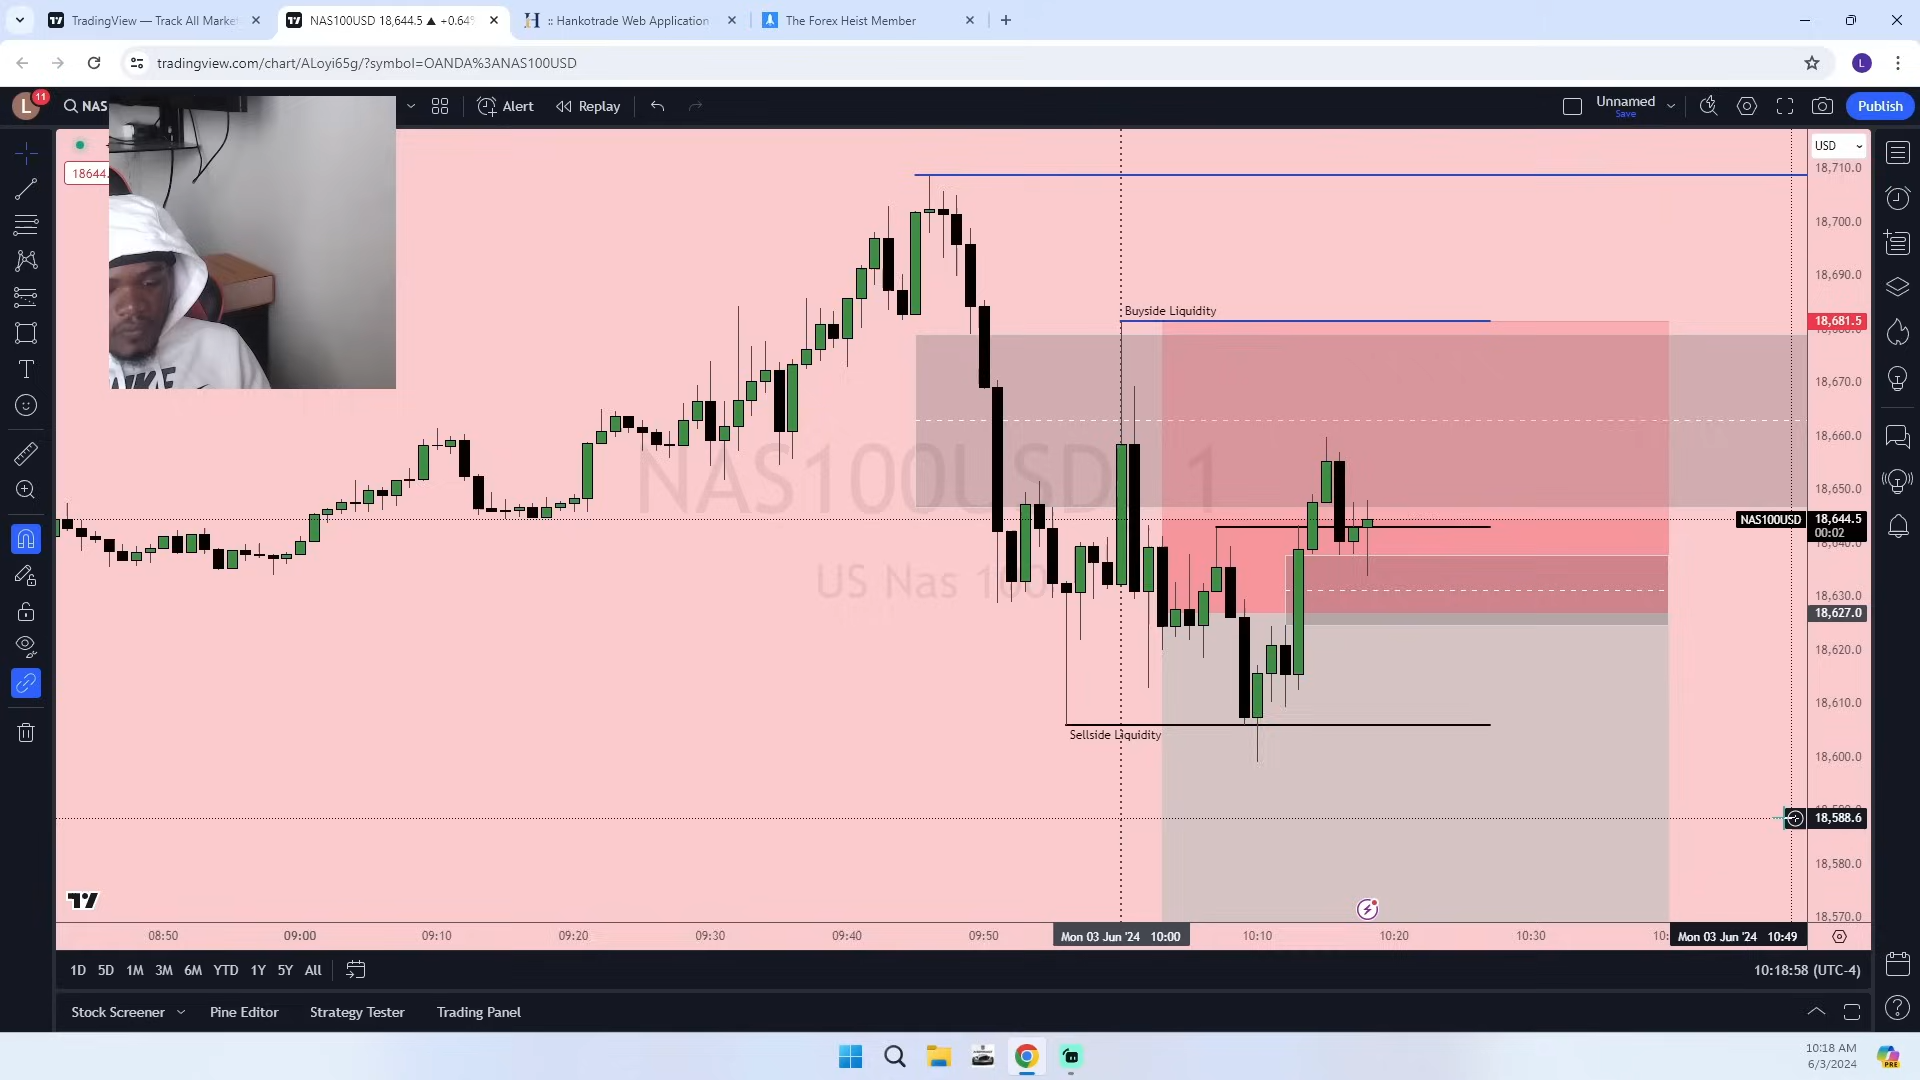 TradingView — Track All Marke
NAS100USD 18,644.5 ▲ +0.64%
:: Hankotrade Web Application
The Forex Heist Member
tradingview.com/chart/ALoyi65g/?symbol=OANDA%3ANAS100USD
L
L
11
NAS
Alert
Replay
Unnamed
Save
Publish
18644.
USD
18,710.0
18,700.0
18,690.0
Buyside Liquidity
18,681.5
18,670.0
18,660.0
NAS100USD, 1
18,650.0
NAS100USD
18,644.5
00:02
US Nas 100
18,630.0
18,627.0
18,620.0
18,610.0
Sellside Liquidity
18,600.0
18,588.6
18,580.0
18,570.0
08:50
09:00
09:10
09:20
09:30
09:40
09:50
Mon 03 Jun '24 10:00
10:10
10:20
10:30
Mon 03 Jun '24 10:49
1D 5D 1M 3M 6M YTD 1Y 5Y All
10:18:58 (UTC-4)
Stock Screener
Pine Editor
Strategy Tester
Trading Panel
10:18 AM
6/3/2024
PRE